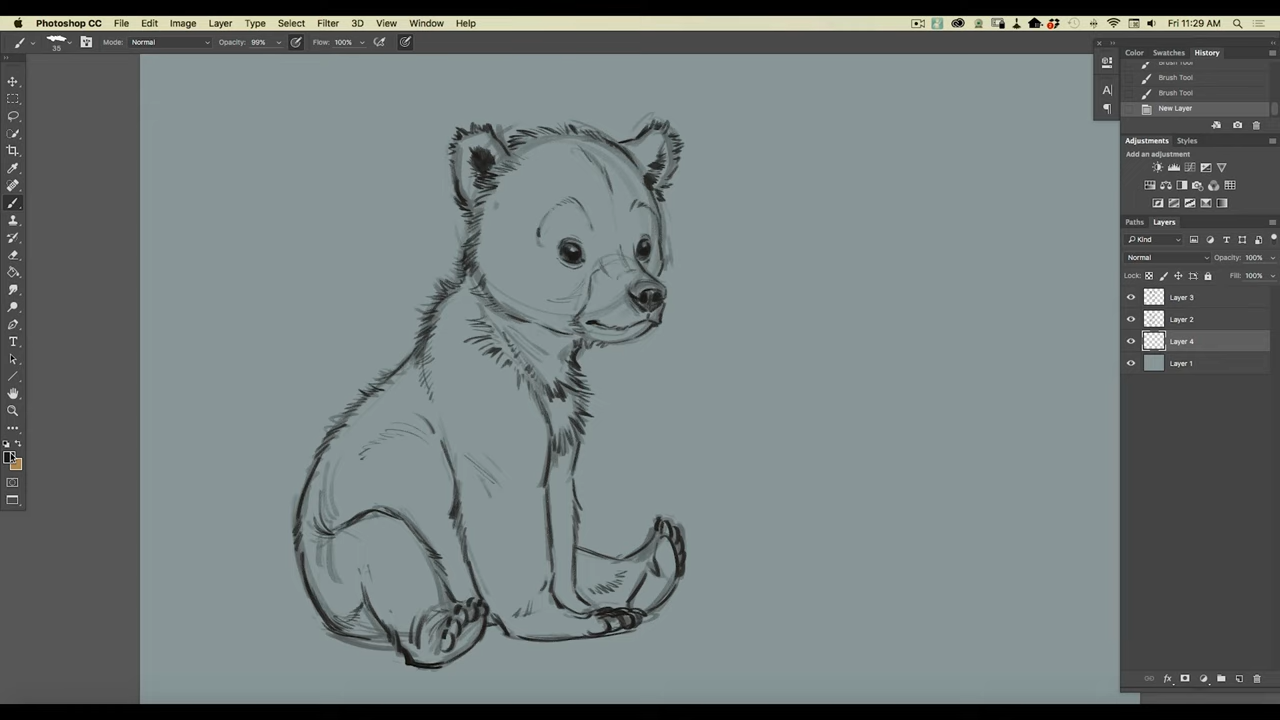 Photoshop CC File Edit Image Layer Type Select Filter 3D View Window Help Fri 11:29 AM
35 Mode: Normal Opacity: 99% Flow: 100%
Color Swatches History
Brush Tool
Brush Tool
Brush Tool
New Layer
Adjustments Styles
Add an adjustment
Paths Layers
Kind
Normal Opacity: 100%
Lock: Fill: 100%
Layer 3
Layer 2
Layer 4
Layer 1